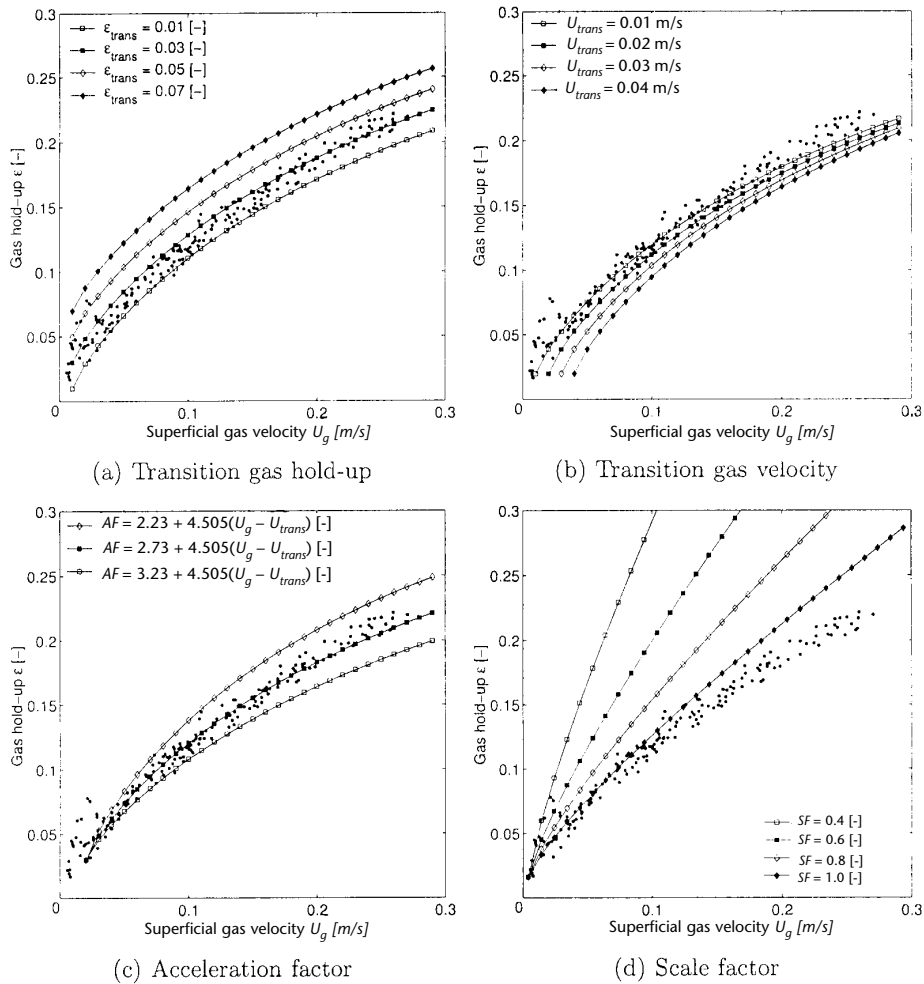 ε_trans = 0.01 [–]
ε_trans = 0.03 [–]
ε_trans = 0.05 [–]
ε_trans = 0.07 [–]
0.3
0.25
0.2
0.15
0.1
0.05
0
0.1
0.2
0.3
Gas hold–up ε [–]
Superficial gas velocity U_g [m/s]
(a) Transition gas hold-up
U_trans = 0.01 m/s
U_trans = 0.02 m/s
U_trans = 0.03 m/s
U_trans = 0.04 m/s
0.3
0.25
0.2
0.15
0.1
0.05
0
0.1
0.2
0.3
Gas hold–up ε [–]
Superficial gas velocity U_g [m/s]
(b) Transition gas velocity
AF = 2.23 + 4.505(U_g – U_trans) [-]
AF = 2.73 + 4.505(U_g – U_trans) [-]
AF = 3.23 + 4.505(U_g – U_trans) [-]
0.3
0.25
0.2
0.15
0.1
0.05
0
0.1
0.2
0.3
Gas hold–up ε [–]
Superficial gas velocity U_g [m/s]
(c) Acceleration factor
SF = 0.4 [-]
SF = 0.6 [-]
SF = 0.8 [-]
SF = 1.0 [-]
0.3
0.25
0.2
0.15
0.1
0.05
0
0.1
0.2
0.3
Gas hold–up ε [–]
Superficial gas velocity U_g [m/s]
(d) Scale factor